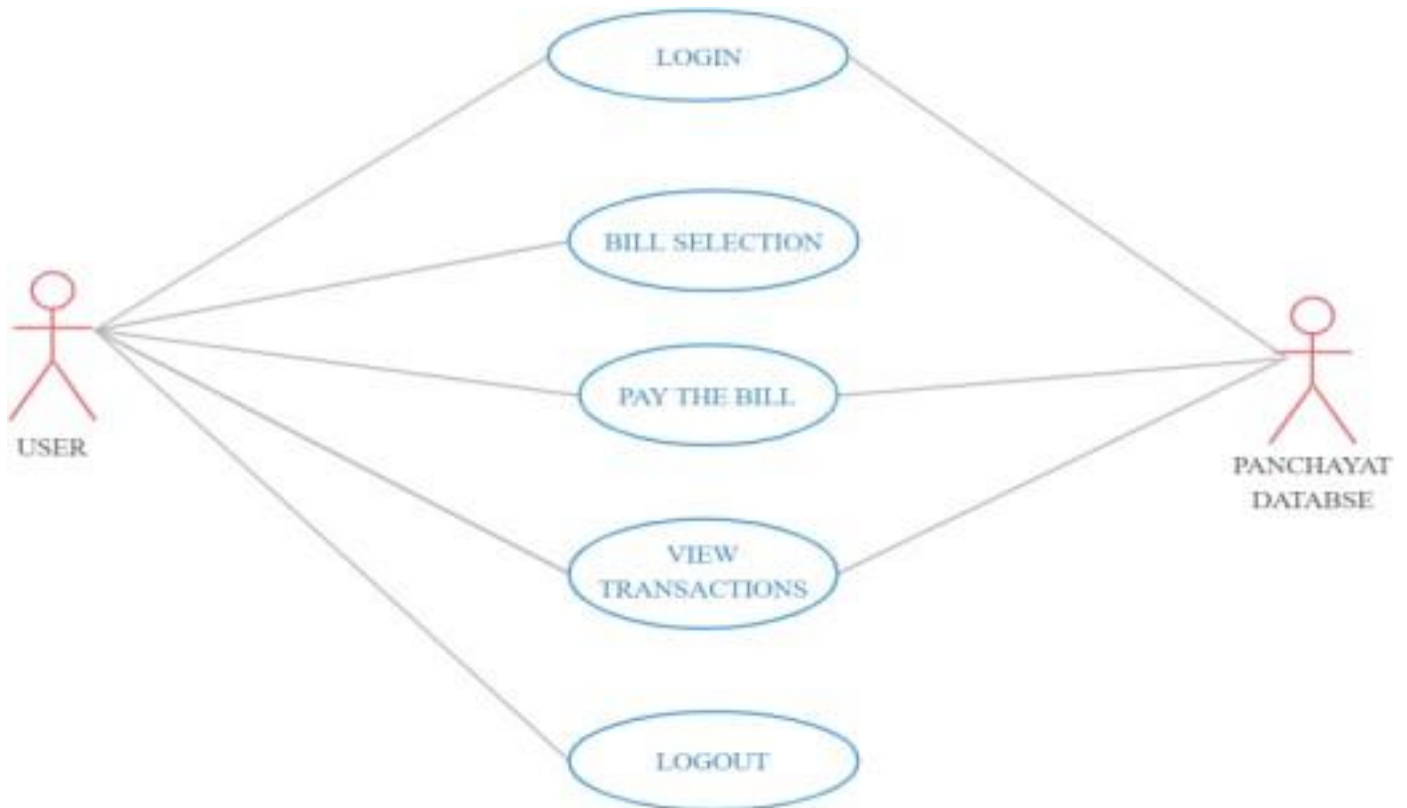 LOGIN
BILL SELECTION
PAY THE BILL
USER
PANCHAYAT
DATABSE
VIEW
TRANSACTIONS
LOGOUT